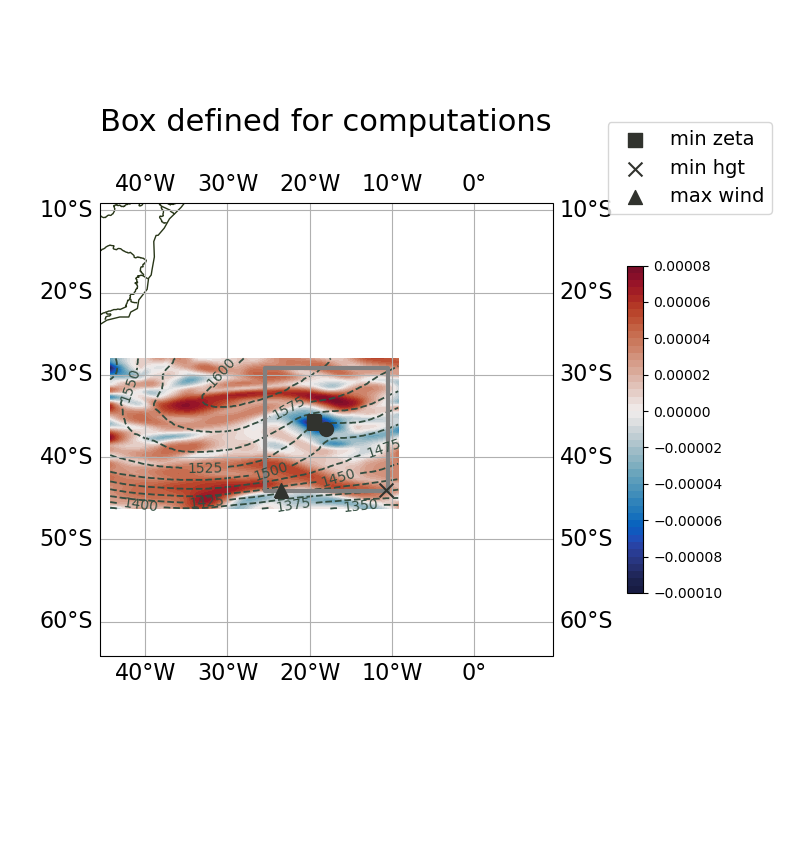 Box defined for computations
min zeta
min hgt
max wind
40°W 30°W 20°W 10°W 0°
10°S 10°S
20°S 20°S
30°S 30°S
40°S 40°S
50°S 50°S
60°S 60°S
40°W 30°W 20°W 10°W 0°
1550
1600
1575
1475
1525
1500
1450
1400
1375
1350
0.00008
0.00006
0.00004
0.00002
0.00000
−0.00002
−0.00004
−0.00006
−0.00008
−0.00010